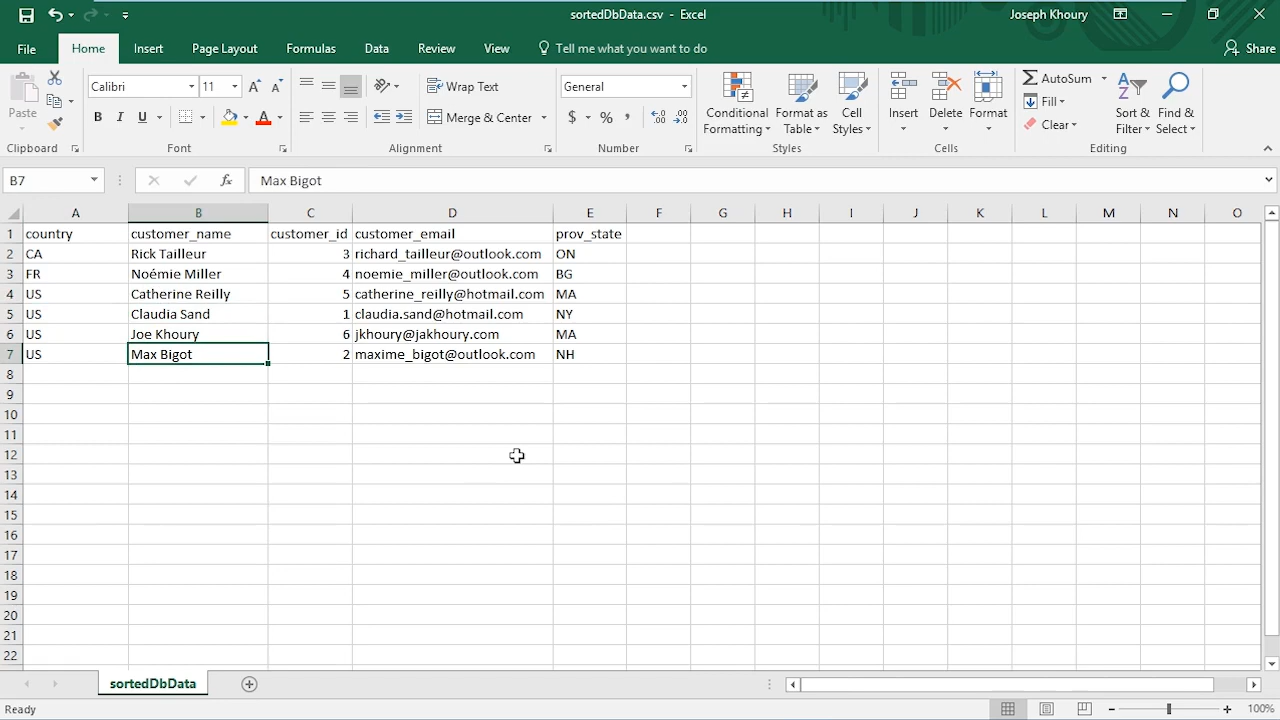 sortedDbData.csv - Excel
Joseph Khoury
File Home Insert Page Layout Formulas Data Review View Tell me what you want to do Share
Paste
Clipboard
Calibri 11 A A
B I U A
Font
Wrap Text
Merge & Center
Alignment
General
$ % ,
Number
Conditional Formatting
Format as Table
Cell Styles
Styles
Insert Delete Format
Cells
AutoSum
Fill
Clear
Sort & Filter
Find & Select
Editing
B7 fx Max Bigot
A B C D E F G H I J K L M N O
1 country customer_name customer_id customer_email prov_state
2 CA Rick Tailleur 3 richard_tailleur@outlook.com ON
3 FR Noémie Miller 4 noemie_miller@outlook.com BG
4 US Catherine Reilly 5 catherine_reilly@hotmail.com MA
5 US Claudia Sand 1 claudia.sand@hotmail.com NY
6 US Joe Khoury 6 jkhoury@jakhoury.com MA
7 US Max Bigot 2 maxime_bigot@outlook.com NH
8
9
10
11
12
13
14
15
16
17
18
19
20
21
22
sortedDbData
Ready
100%